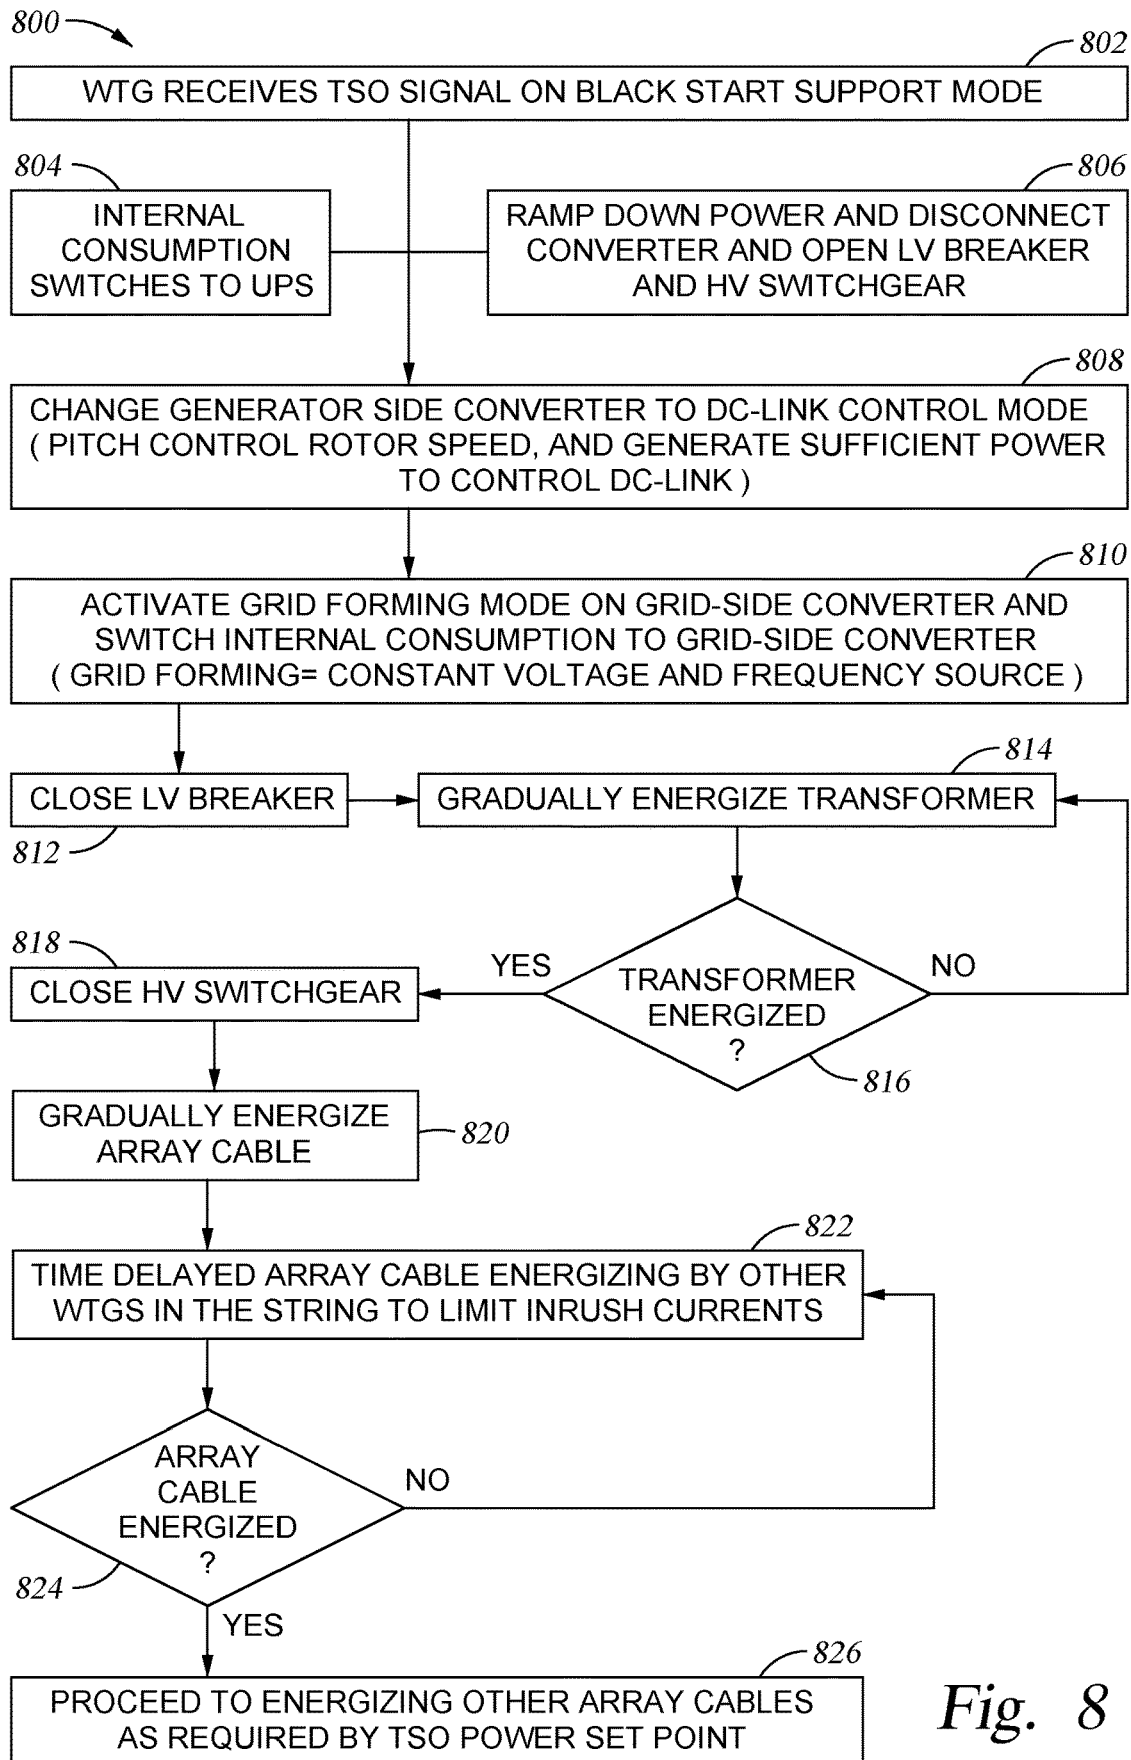 800
802
WTG RECEIVES TSO SIGNAL ON BLACK START SUPPORT MODE
804
806
INTERNAL
CONSUMPTION
SWITCHES TO UPS
RAMP DOWN POWER AND DISCONNECT
CONVERTER AND OPEN LV BREAKER
AND HV SWITCHGEAR
808
CHANGE GENERATOR SIDE CONVERTER TO DC-LINK CONTROL MODE
( PITCH CONTROL ROTOR SPEED, AND GENERATE SUFFICIENT POWER
TO CONTROL DC-LINK )
810
ACTIVATE GRID FORMING MODE ON GRID-SIDE CONVERTER AND
SWITCH INTERNAL CONSUMPTION TO GRID-SIDE CONVERTER
( GRID FORMING= CONSTANT VOLTAGE AND FREQUENCY SOURCE )
814
CLOSE LV BREAKER
GRADUALLY ENERGIZE TRANSFORMER
812
818
YES
NO
CLOSE HV SWITCHGEAR
TRANSFORMER
ENERGIZED
?
816
GRADUALLY ENERGIZE
ARRAY CABLE
820
822
TIME DELAYED ARRAY CABLE ENERGIZING BY OTHER
WTGS IN THE STRING TO LIMIT INRUSH CURRENTS
ARRAY
CABLE
ENERGIZED
?
NO
824
YES
826
PROCEED TO ENERGIZING OTHER ARRAY CABLES
AS REQUIRED BY TSO POWER SET POINT
Fig. 8